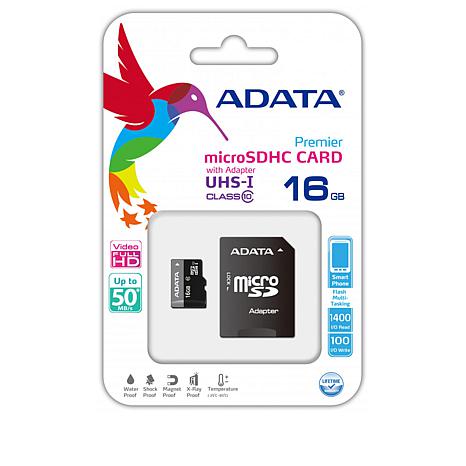 ADATA®
Premier
microSDHC CARD
with Adapter
UHS-I
CLASS 10
16 GB
Video
FULL
HD
Up to
50
MB/s
ADATA
16GB
ADATA
LOCK
micro
SD
Adapter
Smart
Phone
Flash
Multi-
Tasking
1400
I/O Read
100
I/O Write
Water
Proof
Shock
Proof
Magnet
Proof
X-Ray
Proof
Temperature
LIFETIME